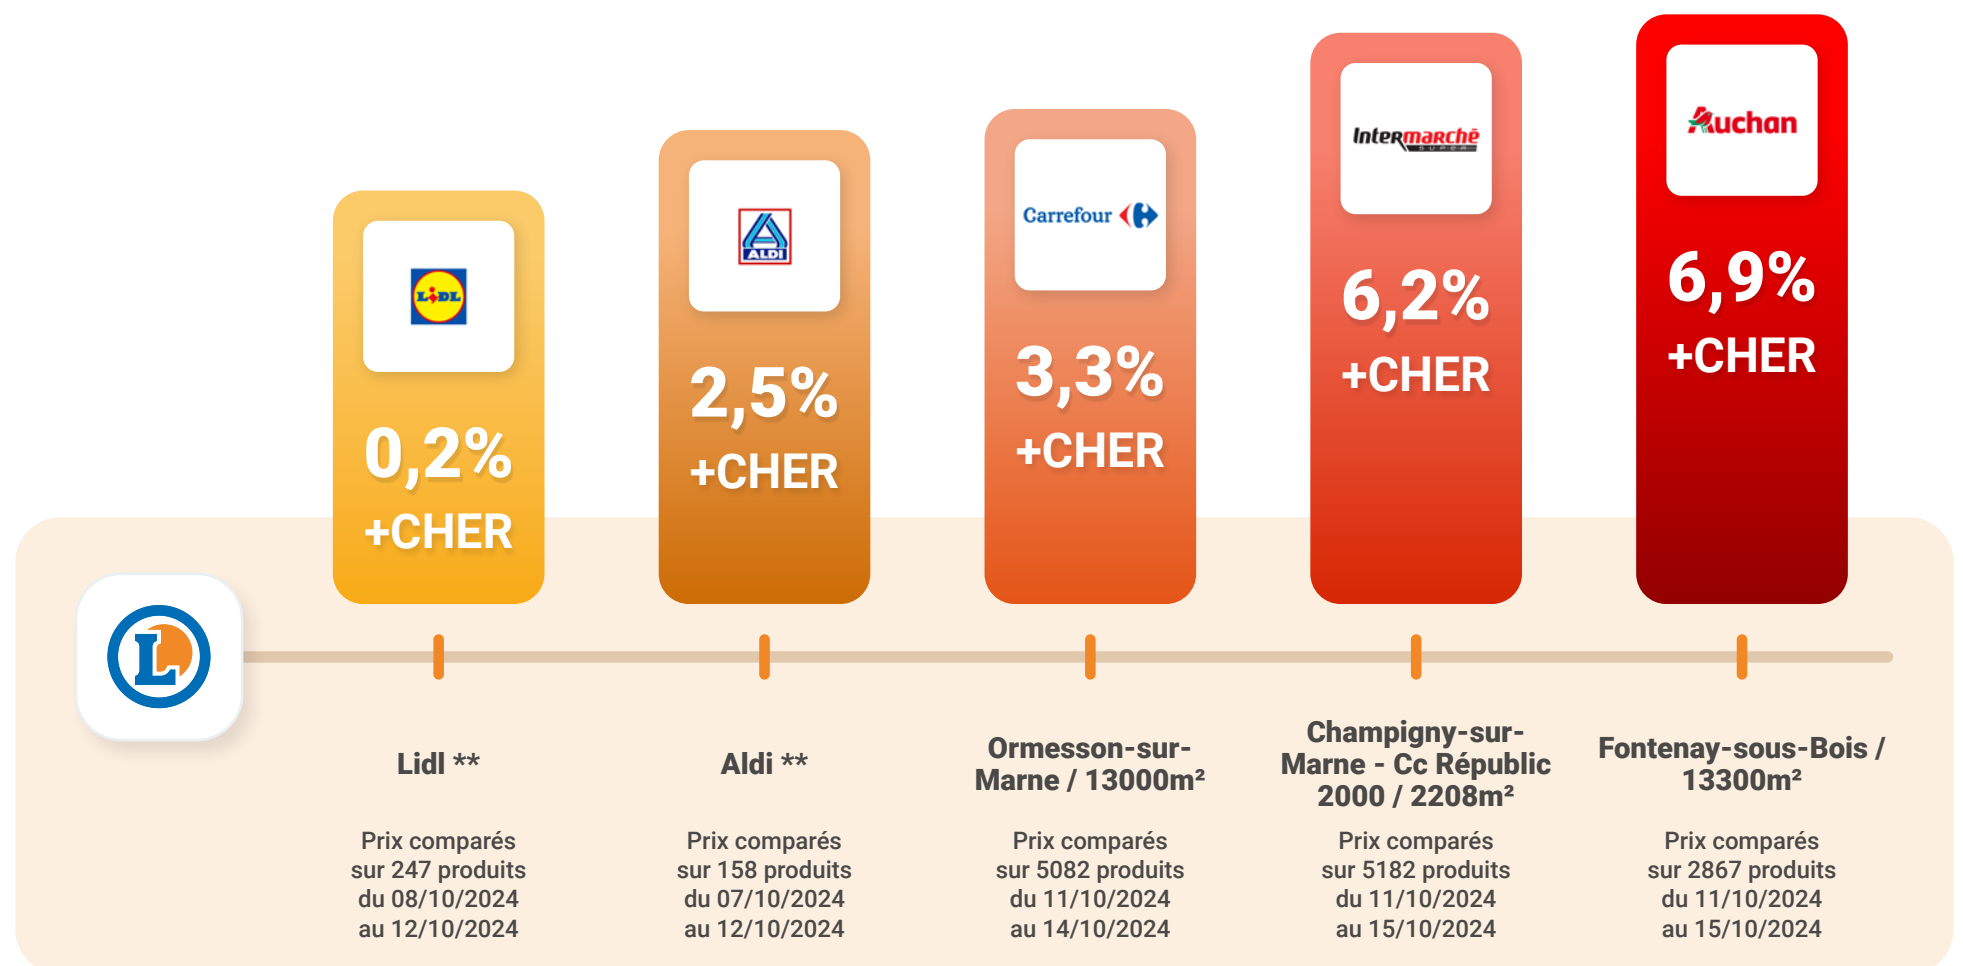 LIDL
0,2%
+CHER
ALDI
2,5%
+CHER
Carrefour
3,3%
+CHER
Intermarché
SUPER
6,2%
+CHER
Auchan
6,9%
+CHER
L
Lidl **
Prix comparés
sur 247 produits
du 08/10/2024
au 12/10/2024
Aldi **
Prix comparés
sur 158 produits
du 07/10/2024
au 12/10/2024
Ormesson-sur-
Marne / 13000m²
Prix comparés
sur 5082 produits
du 11/10/2024
au 14/10/2024
Champigny-sur-
Marne - Cc Républic
2000 / 2208m²
Prix comparés
sur 5182 produits
du 11/10/2024
au 15/10/2024
Fontenay-sous-Bois /
13300m²
Prix comparés
sur 2867 produits
du 11/10/2024
au 15/10/2024